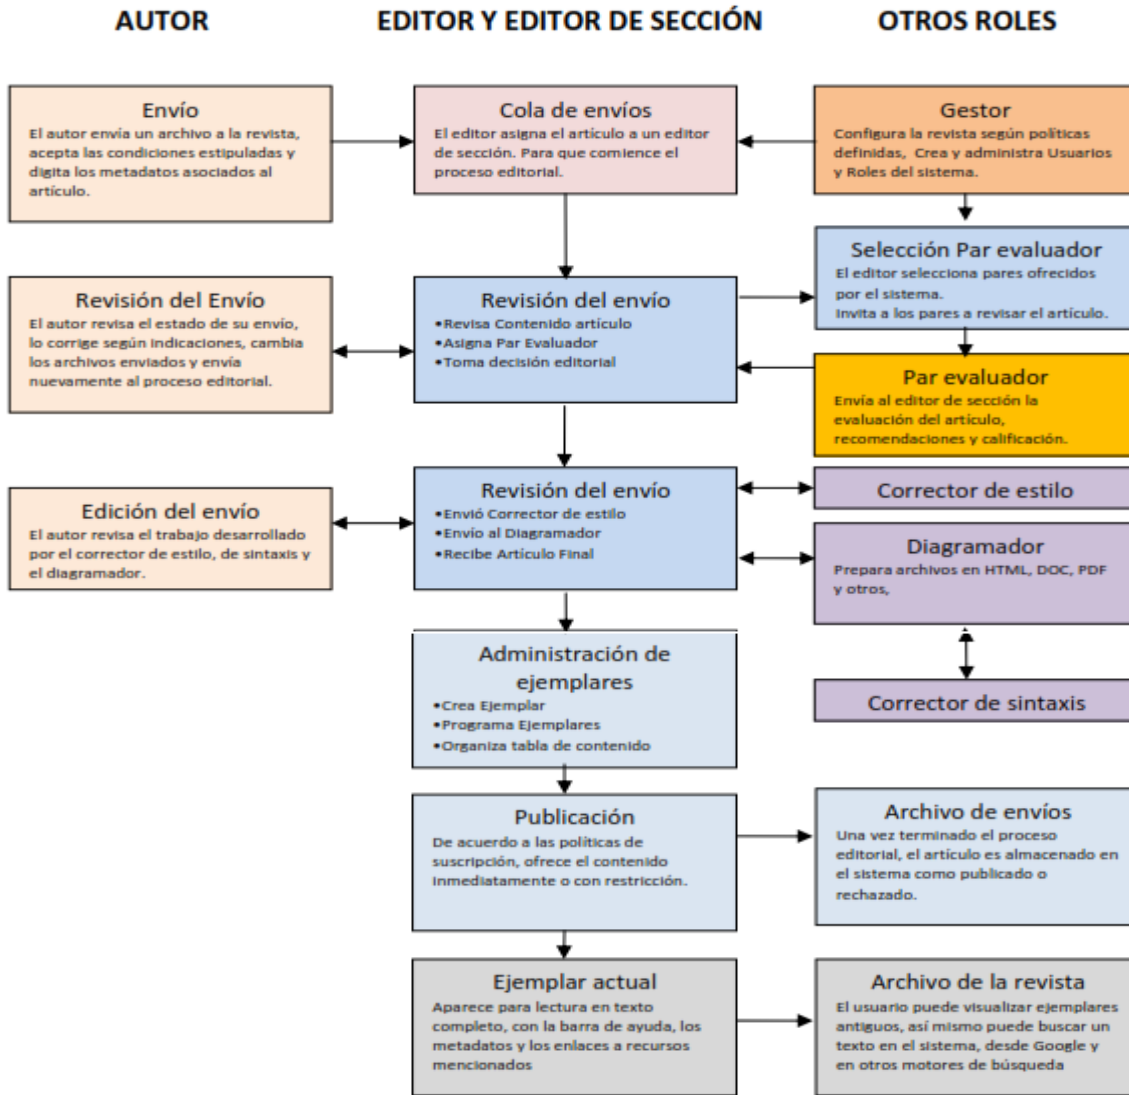 AUTOR
EDITOR Y EDITOR DE SECCIÓN
OTROS ROLES
Envío
El autor envía un archivo a la revista,
acepta las condiciones estipuladas y
digita los metadatos asociados al
artículo.
Cola de envíos
El editor asigna el artículo a un editor
de sección. Para que comience el
proceso editorial.
Gestor
Configura la revista según políticas
definidas, Crea y administra Usuarios
y Roles del sistema.
Selección Par evaluador
El editor selecciona pares ofrecidos
por el sistema.
Invita a los pares a revisar el artículo.
Revisión del Envío
El autor revisa el estado de su envío,
lo corrige según indicaciones, cambia
los archivos enviados y envía
nuevamente al proceso editorial.
Revisión del envío
•Revisa Contenido artículo
•Asigna Par Evaluador
•Toma decisión editorial
Par evaluador
Envía al editor de sección la
evaluación del artículo,
recomendaciones y calificación.
Edición del envío
El autor revisa el trabajo desarrollado
por el corrector de estilo, de sintaxis y
el diagramador.
Revisión del envío
•Envió Corrector de estilo
•Envío al Diagramador
•Recibe Artículo Final
Corrector de estilo
Diagramador
Prepara archivos en HTML, DOC, PDF
y otros,
Corrector de sintaxis
Administración de
ejemplares
•Crea Ejemplar
•Programa Ejemplares
•Organiza tabla de contenido
Publicación
De acuerdo a las políticas de
suscripción, ofrece el contenido
inmediatamente o con restricción.
Archivo de envíos
Una vez terminado el proceso
editorial, el artículo es almacenado en
el sistema como publicado o
rechazado.
Ejemplar actual
Aparece para lectura en texto
completo, con la barra de ayuda, los
metadatos y los enlaces a recursos
mencionados
Archivo de la revista
El usuario puede visualizar ejemplares
antiguos, así mismo puede buscar un
texto en el sistema, desde Google y
en otros motores de búsqueda